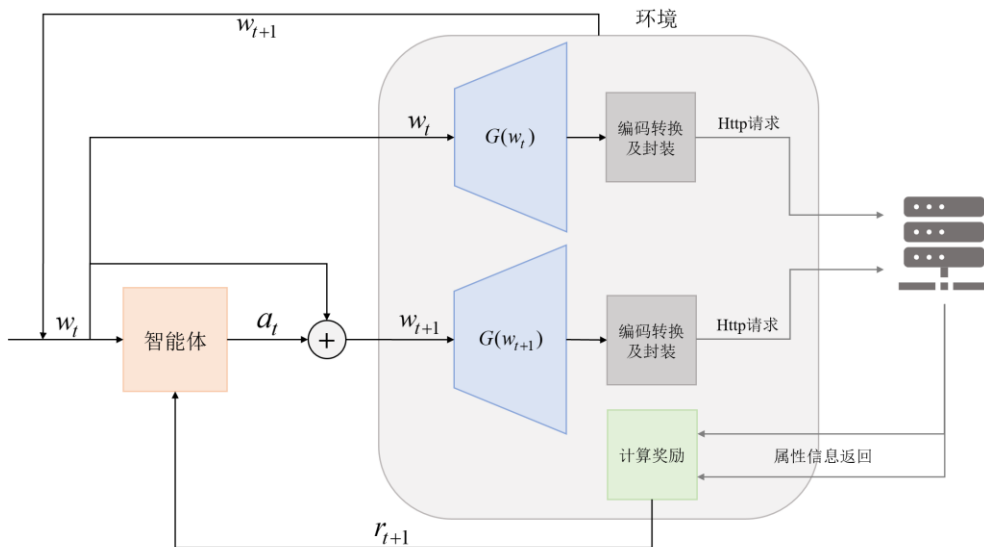 w_{t+1}
环境
w_t
G(w_t)
编码转换
及封装
Http请求
w_t
智能体
a_t
+
w_{t+1}
G(w_{t+1})
编码转换
及封装
Http请求
计算奖励
属性信息返回
r_{t+1}